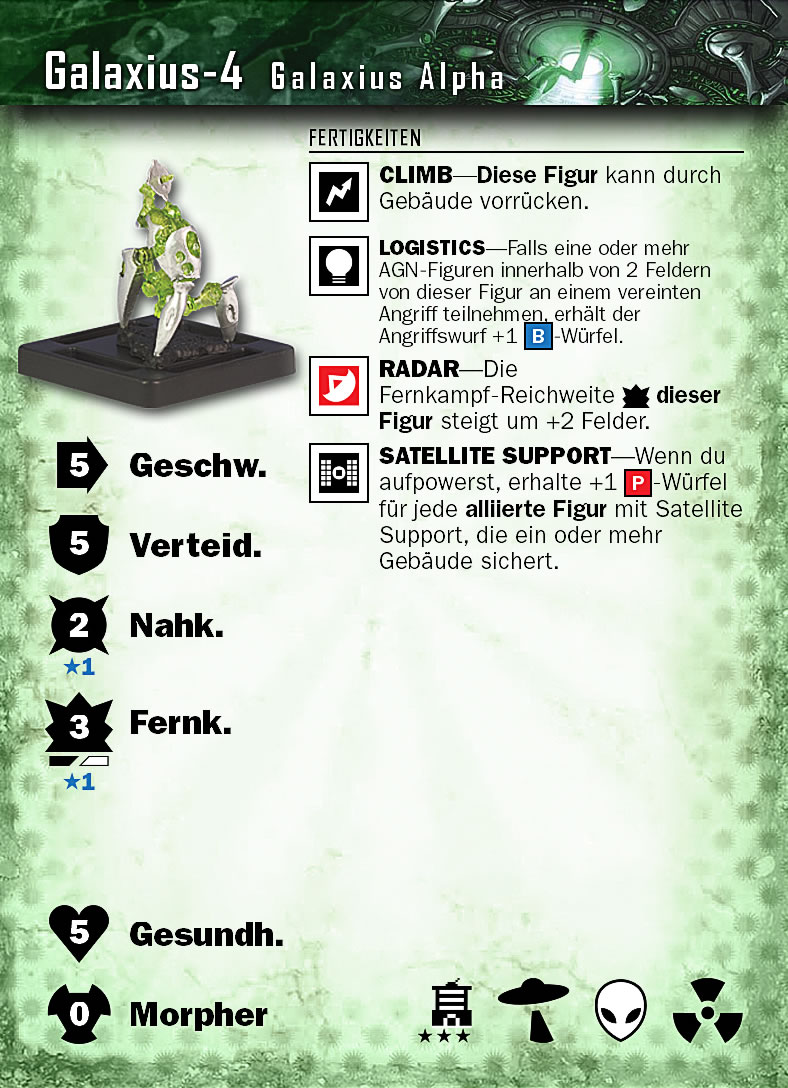 Galaxius-4 Galaxius Alpha
FERTIGKEITEN
CLIMB—Diese Figur kann durch
Gebäude vorrücken.
LOGISTICS—Falls eine oder mehr
AGN-Figuren innerhalb von 2 Feldern
von dieser Figur an einem vereinten
Angriff teilnehmen, erhält der
Angriffswurf +1 B -Würfel.
RADAR—Die
Fernkampf-Reichweite dieser
Figur steigt um +2 Felder.
SATELLITE SUPPORT—Wenn du
aufpowerst, erhalte +1 P -Würfel
für jede alliierte Figur mit Satellite
Support, die ein oder mehr
Gebäude sichert.
5 Geschw.
5 Verteid.
2 Nahk.
★1
3 Fernk.
★1
5 Gesundh.
0 Morpher
★★★